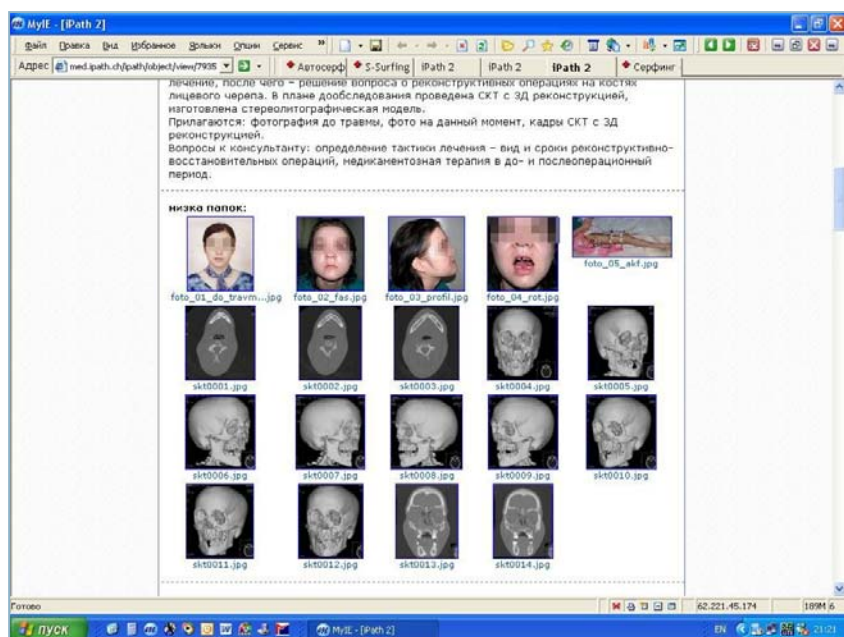 MyIE - [iPath 2]
Файл Правка Вид Избранное Ярлыки Опции Сервис »
Адрес med.ipath.ch/ipath/object/view/7935 Автосерф S-Surfing iPath 2 iPath 2 iPath 2 Серфинг
лечение, после чего – решение вопроса о реконструктивных операциях на костях
лицевого черепа. В плане дообследования проведена СКТ с 3Д реконструкцией,
изготовлена стереолитографическая модель.
Прилагаются: фотография до травмы, фото на данный момент, кадры СКТ с 3Д
реконструкцией.
Вопросы к консультанту: определение тактики лечения – вид и сроки реконструктивно-
восстановительных операций, медикаментозная терапия в до- и послеоперационный
период.
низка папок:
foto_05_akf.jpg
foto_01_do_travm...jpg foto_02_fas.jpg foto_03_profil.jpg foto_04_rot.jpg
skt0001.jpg skt0002.jpg skt0003.jpg skt0004.jpg skt0005.jpg
skt0006.jpg skt0007.jpg skt0008.jpg skt0009.jpg skt0010.jpg
skt0011.jpg skt0012.jpg skt0013.jpg skt0014.jpg
Готово 62.221.45.174 189M 6
пуск MyIE - [iPath 2] EN 21:21